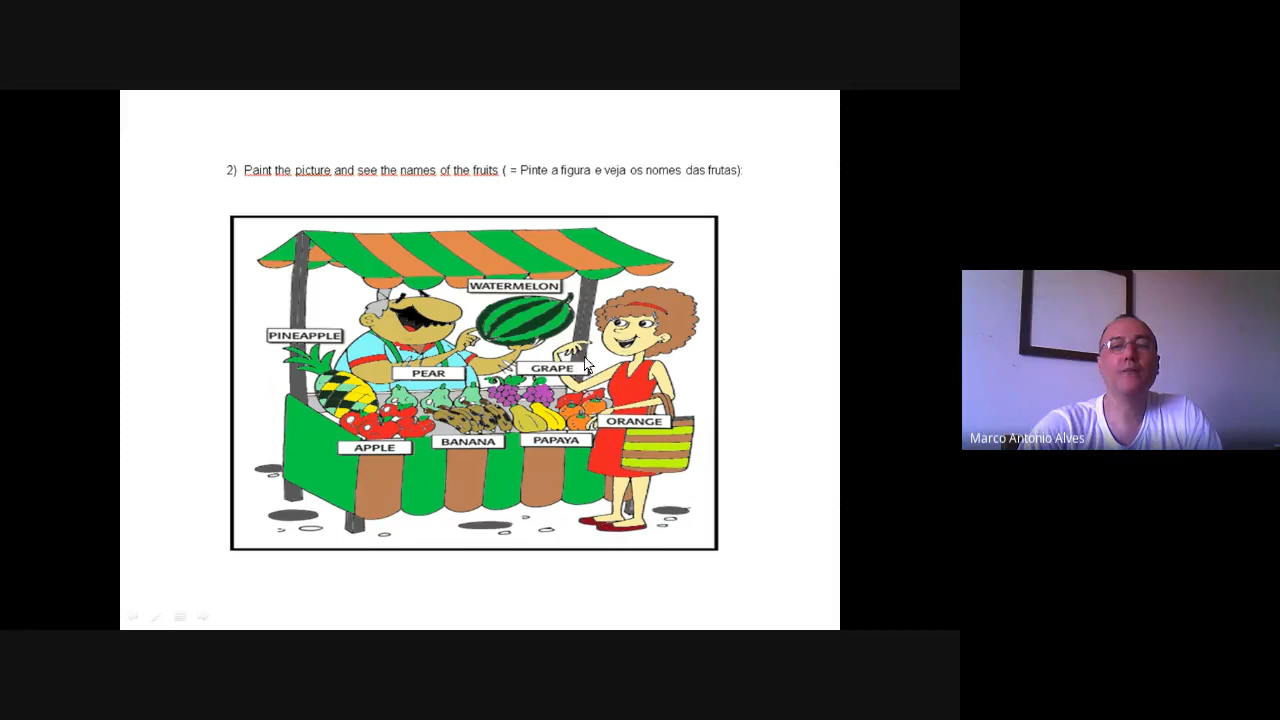 2) Paint the picture and see the names of the fruits ( = Pinte a figura e veja os nomes das frutas):
WATERMELON
PINEAPPLE
PEAR
GRAPE
ORANGE
APPLE
BANANA
PAPAYA
Marco Antonio Alves